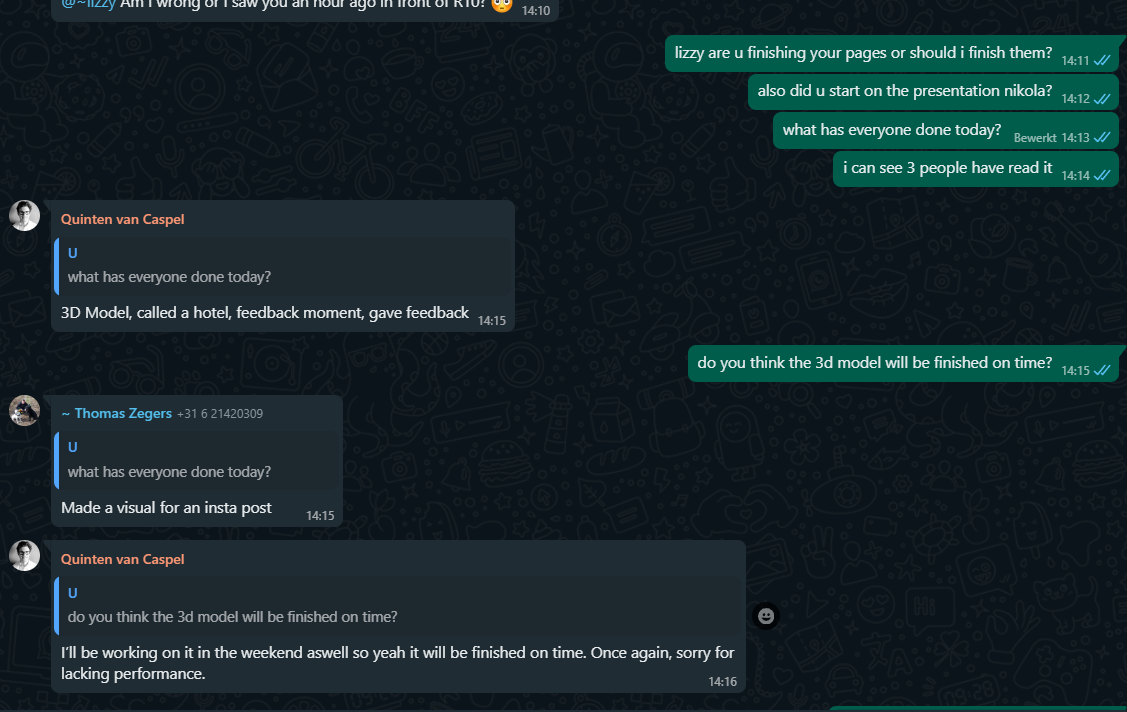 @~lizzy Am I wrong or I saw you an hour ago in front of R10? 😳 14:10
lizzy are u finishing your pages or should i finish them? 14:11
also did u start on the presentation nikola? 14:12
what has everyone done today? Bewerkt 14:13
i can see 3 people have read it 14:14
Quinten van Caspel
U
what has everyone done today?
3D Model, called a hotel, feedback moment, gave feedback 14:15
do you think the 3d model will be finished on time? 14:15
~ Thomas Zegers +31 6 21420309
U
what has everyone done today?
Made a visual for an insta post 14:15
Quinten van Caspel
U
do you think the 3d model will be finished on time?
I'll be working on it in the weekend aswell so yeah it will be finished on time. Once again, sorry for
lacking performance. 14:16